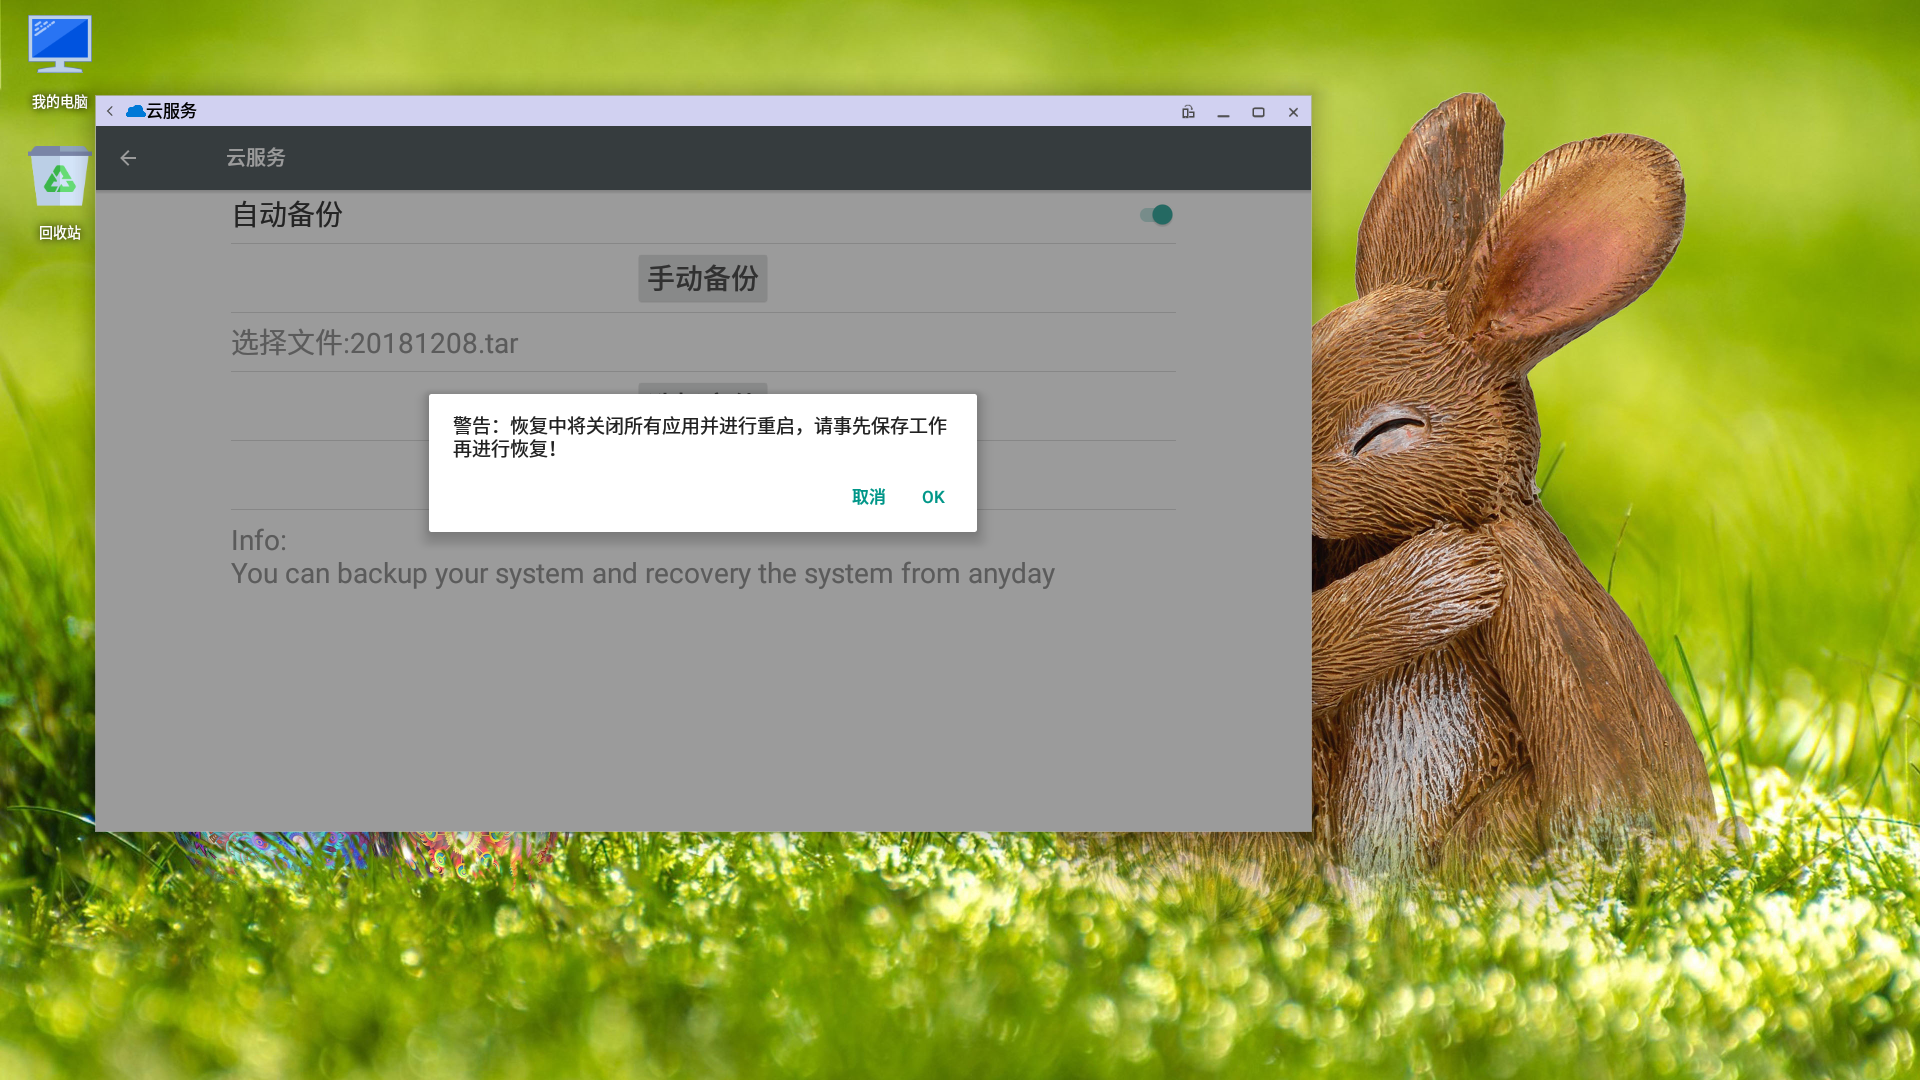 我的电脑
回收站
云服务
云服务
自动备份
手动备份
选择文件:20181208.tar
警告：恢复中将关闭所有应用并进行重启，请事先保存工作
再进行恢复！
取消 OK
Info:
You can backup your system and recovery the system from anyday